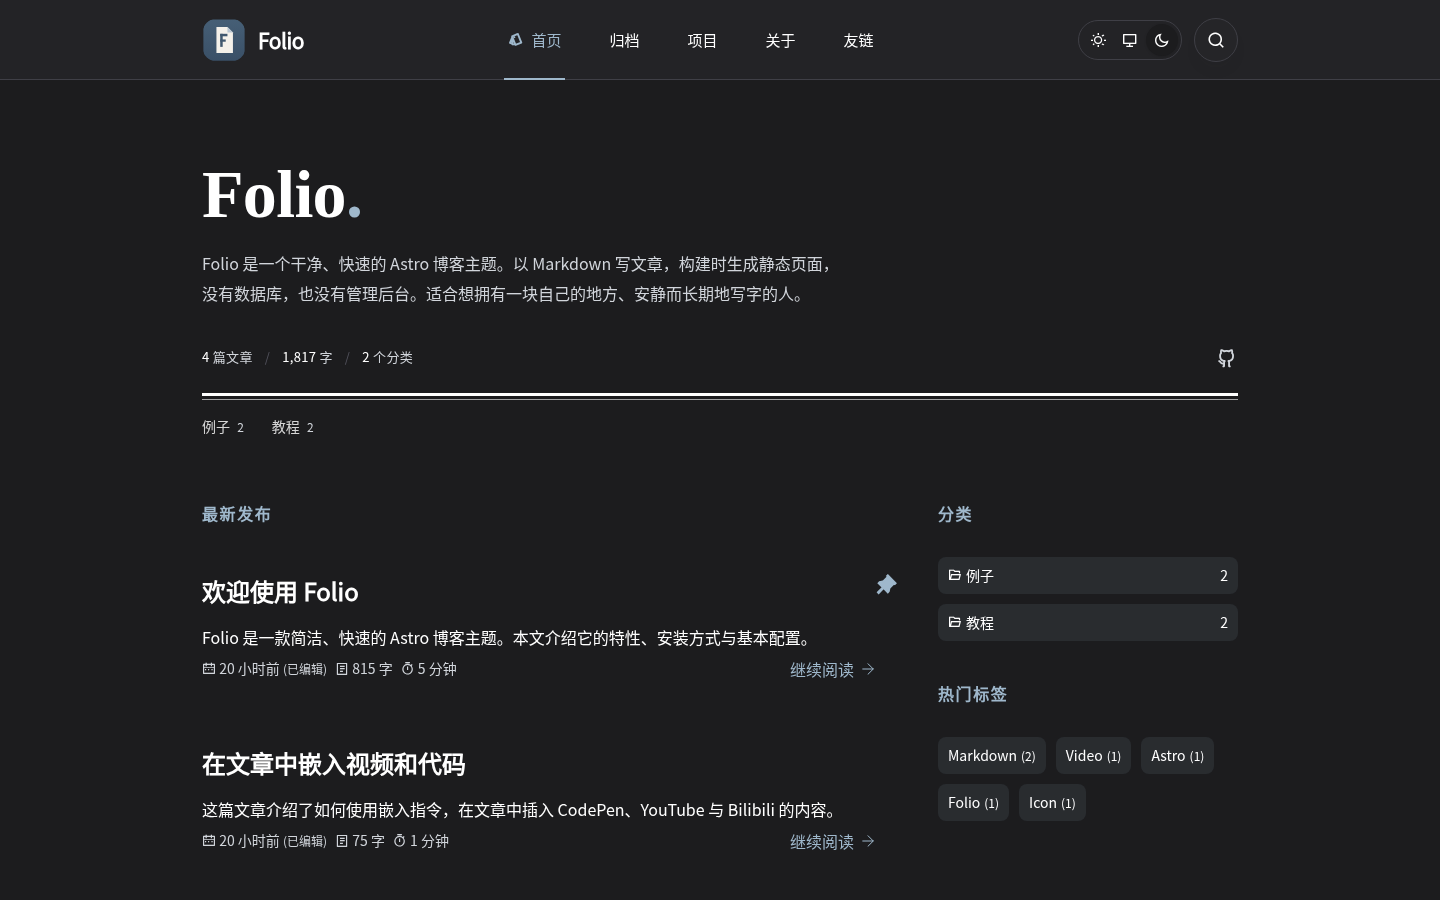 Folio
首页
归档
项目
关于
友链
Folio.
Folio 是一个干净、快速的 Astro 博客主题。以 Markdown 写文章，构建时生成静态页面，
没有数据库，也没有管理后台。适合想拥有一块自己的地方、安静而长期地写字的人。
4 篇文章 / 1,817 字 / 2 个分类
例子 2 教程 2
最新发布
欢迎使用 Folio
Folio 是一款简洁、快速的 Astro 博客主题。本文介绍它的特性、安装方式与基本配置。
20 小时前 (已编辑) 815 字 5 分钟 继续阅读
在文章中嵌入视频和代码
这篇文章介绍了如何使用嵌入指令，在文章中插入 CodePen、YouTube 与 Bilibili 的内容。
20 小时前 (已编辑) 75 字 1 分钟 继续阅读
分类
例子 2
教程 2
热门标签
Markdown (2) Video (1) Astro (1)
Folio (1) Icon (1)